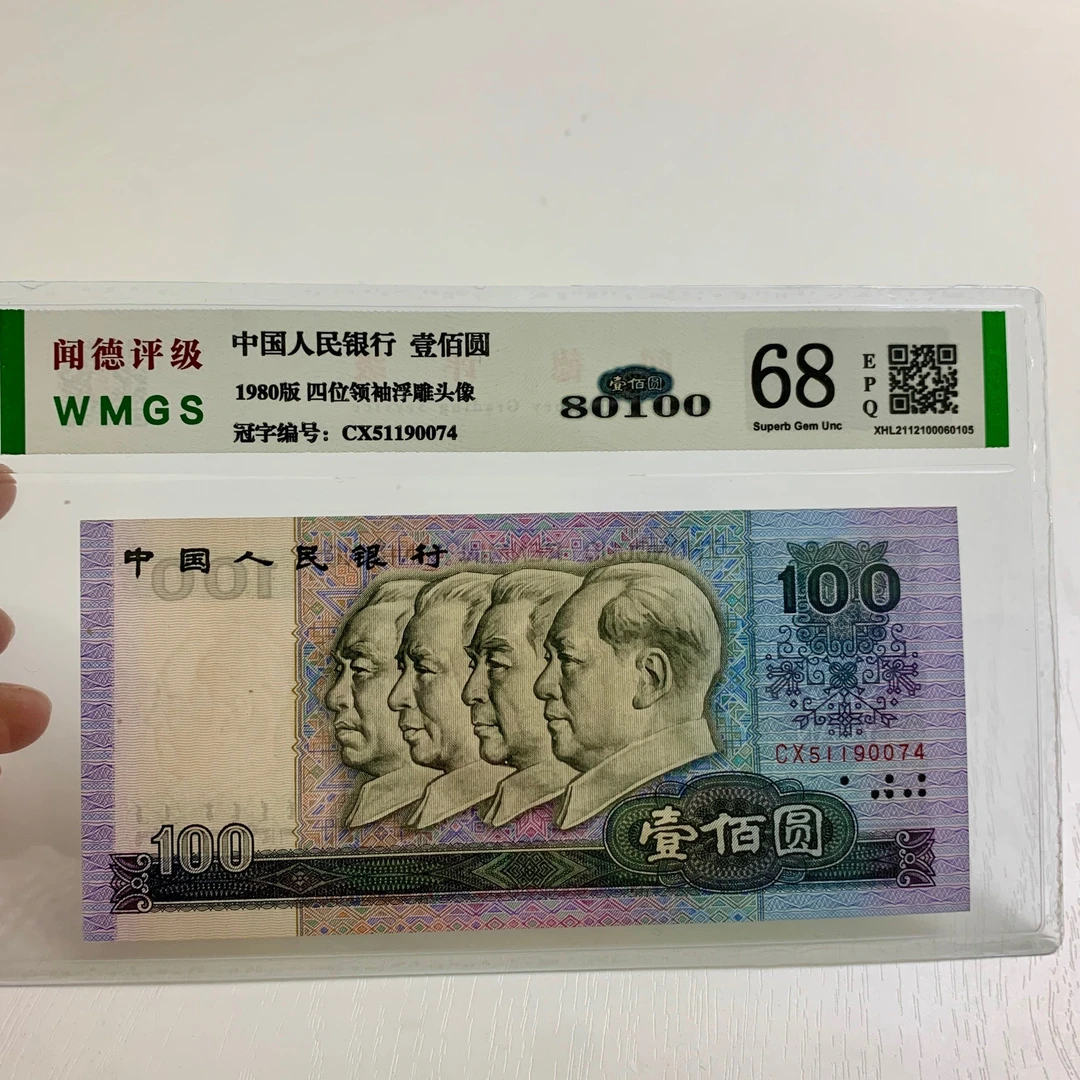 闻德评级
WMGS
中国人民银行 壹佰圆
1980版 四位领袖浮雕头像
冠字编号：CX51190074
壹佰圆
80100
68
Superb Gem Unc
EPQ
XHL2112100060105
中国人民银行
100
CX51190074
壹佰圆
100